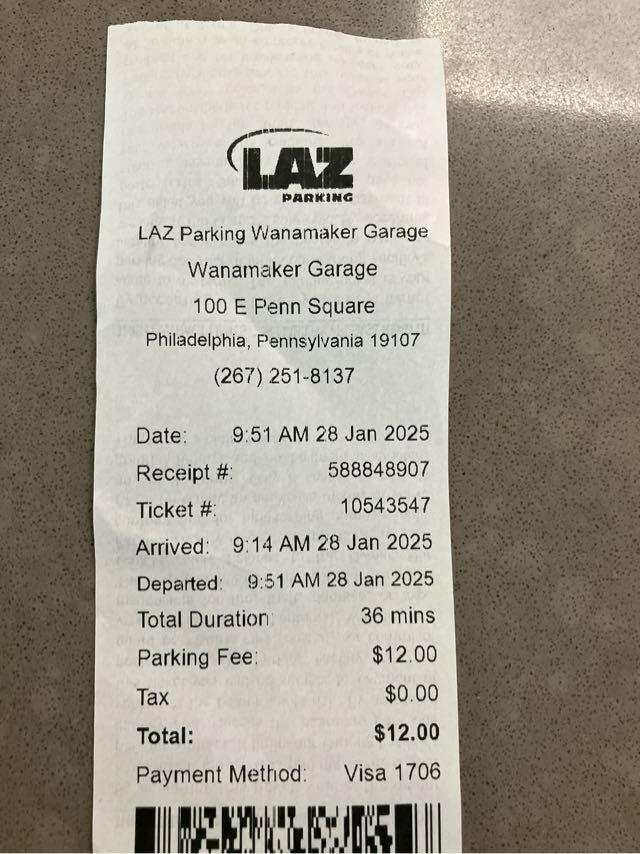 LAZ
PARKING
LAZ Parking Wanamaker Garage
Wanamaker Garage
100 E Penn Square
Philadelphia, Pennsylvania 19107
(267) 251-8137
Date: 9:51 AM 28 Jan 2025
Receipt #: 588848907
Ticket #: 10543547
Arrived: 9:14 AM 28 Jan 2025
Departed: 9:51 AM 28 Jan 2025
Total Duration: 36 mins
Parking Fee: $12.00
Tax $0.00
Total: $12.00
Payment Method: Visa 1706